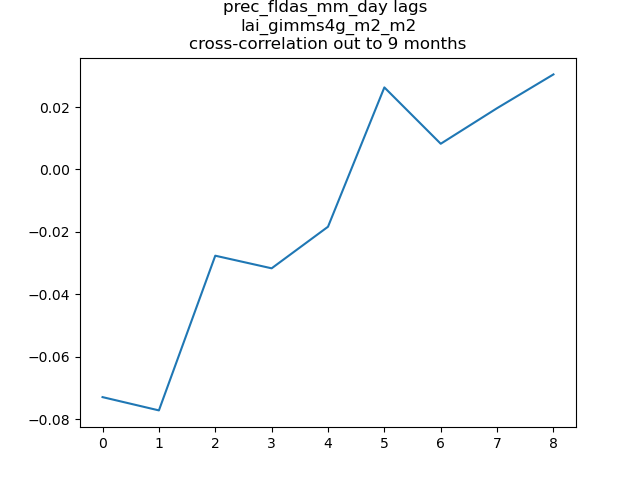 prec_fldas_mm_day lags
lai_gimms4g_m2_m2
cross-correlation out to 9 months
0.02
0.00
−0.02
−0.04
−0.06
−0.08
0 1 2 3 4 5 6 7 8